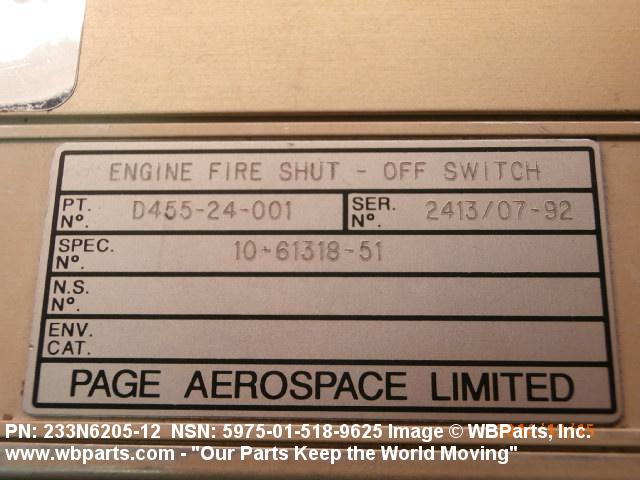 ENGINE FIRE SHUT - OFF SWITCH
PT. Nº. D455-24-001 SER. Nº. 2413/07-92
SPEC. Nº. 10-61318-51
N.S. Nº.
ENV. CAT.
PAGE AEROSPACE LIMITED
PN: 233N6205-12 NSN: 5975-01-518-9625 Image © WBParts, Inc.
www.wbparts.com - "Our Parts Keep the World Moving"